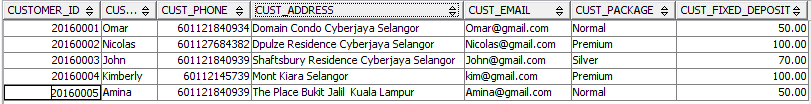 CUSTOMER_ID CUS... CUST_PHONE CUST_ADDRESS CUST_EMAIL CUST_PACKAGE CUST_FIXED_DEPOSIT
20160001 Omar 601121840934 Domain Condo Cyberjaya Selangor Omar@gmail.com Normal 50.00
20160002 Nicolas 601127684382 Dpulze Residence Cyberjaya Selangor Nicolas@gmail.com Premium 100.00
20160003 John 601121840939 Shaftsbury Residence Cyberjaya Selangor John@gmail.com Silver 70.00
20160004 Kimberly 60112145739 Mont Kiara Selangor kim@gmail.com Premium 100.00
20160005 Amina 601121840939 The Place Bukit Jalil Kuala Lampur Amina@gmail.com Normal 50.00